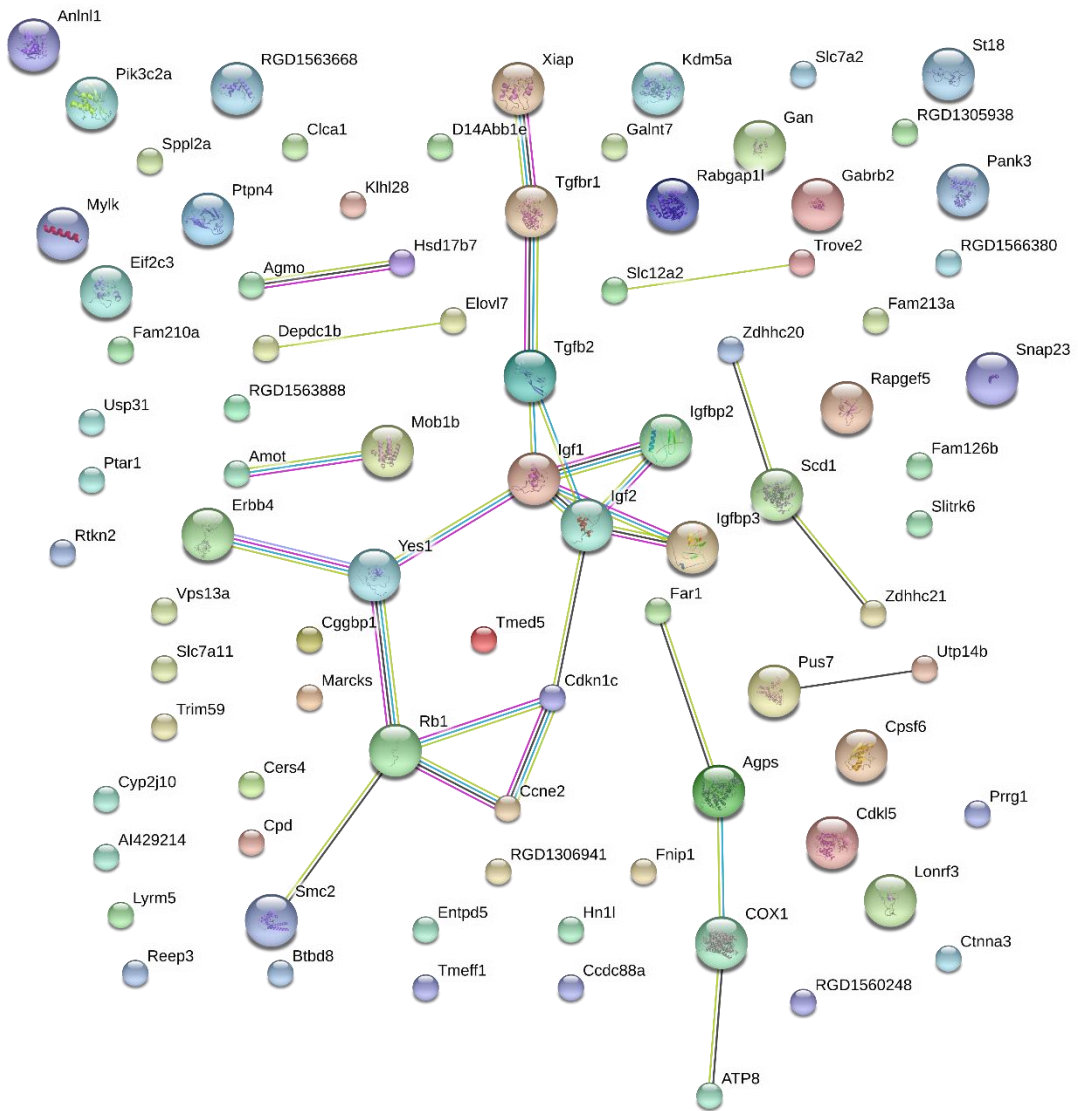 Anlnl1
Pik3c2a
RGD1563668
Xiap
Kdm5a
Slc7a2
St18
Sppl2a
Clca1
D14Abb1e
Galnt7
Gan
RGD1305938
Mylk
Ptpn4
Klhl28
Tgfbr1
Rabgap1l
Gabrb2
Pank3
Eif2c3
Agmo
Hsd17b7
Slc12a2
Trove2
RGD1566380
Fam210a
Depdc1b
Elovl7
Tgfb2
Zdhhc20
Fam213a
Snap23
Usp31
RGD1563888
Rapgef5
Ptar1
Amot
Mob1b
Igf1
Igfbp2
Scd1
Fam126b
Rtkn2
Erbb4
Yes1
Igf2
Igfbp3
Slitrk6
Vps13a
Cggbp1
Tmed5
Far1
Zdhhc21
Slc7a11
Marcks
Cdkn1c
Pus7
Utp14b
Trim59
Rb1
Cpsf6
Cyp2j10
Cers4
Ccne2
Agps
Prrg1
AI429214
Cpd
RGD1306941
Fnip1
Cdkl5
Lyrm5
Smc2
Entpd5
Hn1l
COX1
Lonrf3
Reep3
Btbd8
Tmeff1
Ccdc88a
Ctnna3
RGD1560248
ATP8